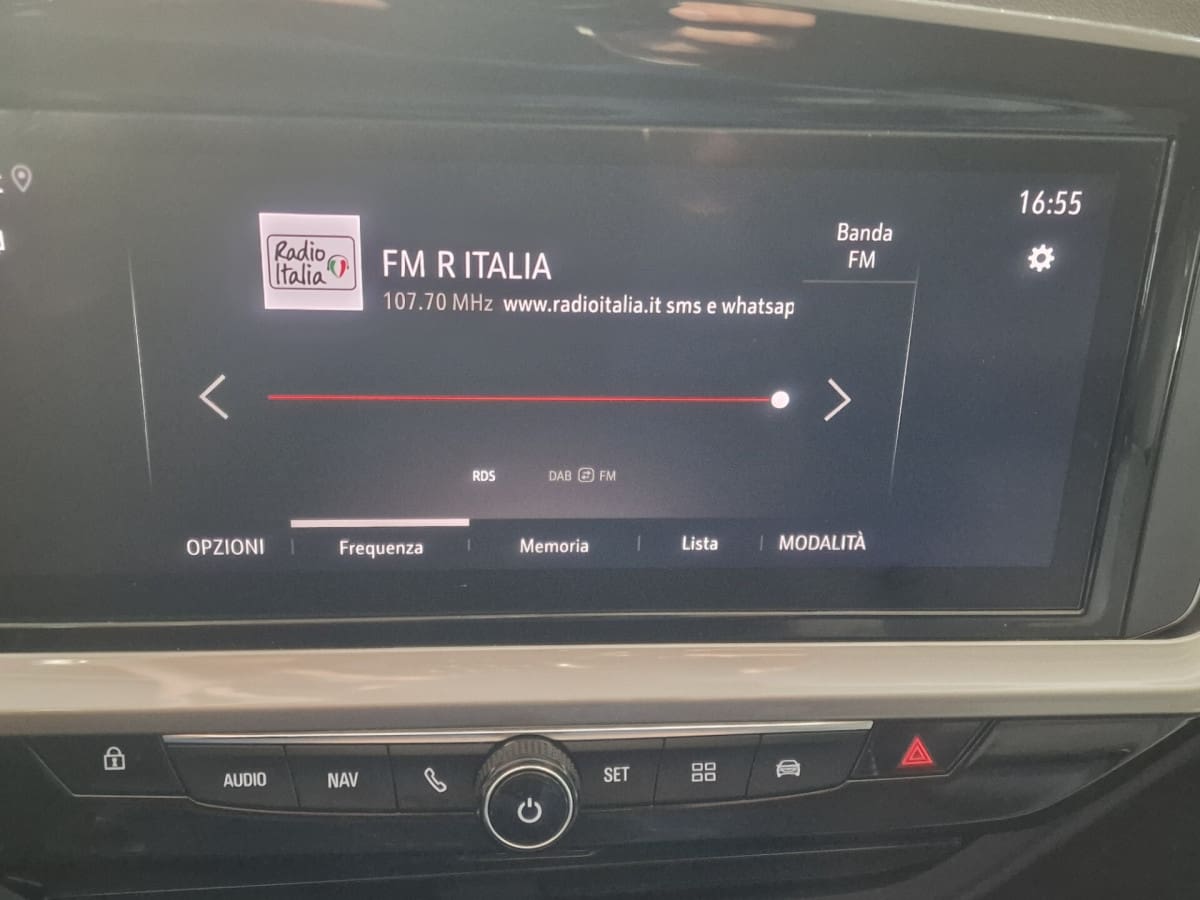 16:55
Radio
Italia
FM R ITALIA
107.70 MHz www.radioitalia.it sms e whatsap
Banda
FM
RDS
DAB FM
OPZIONI
Frequenza
Memoria
Lista
MODALITÀ
AUDIO
NAV
SET